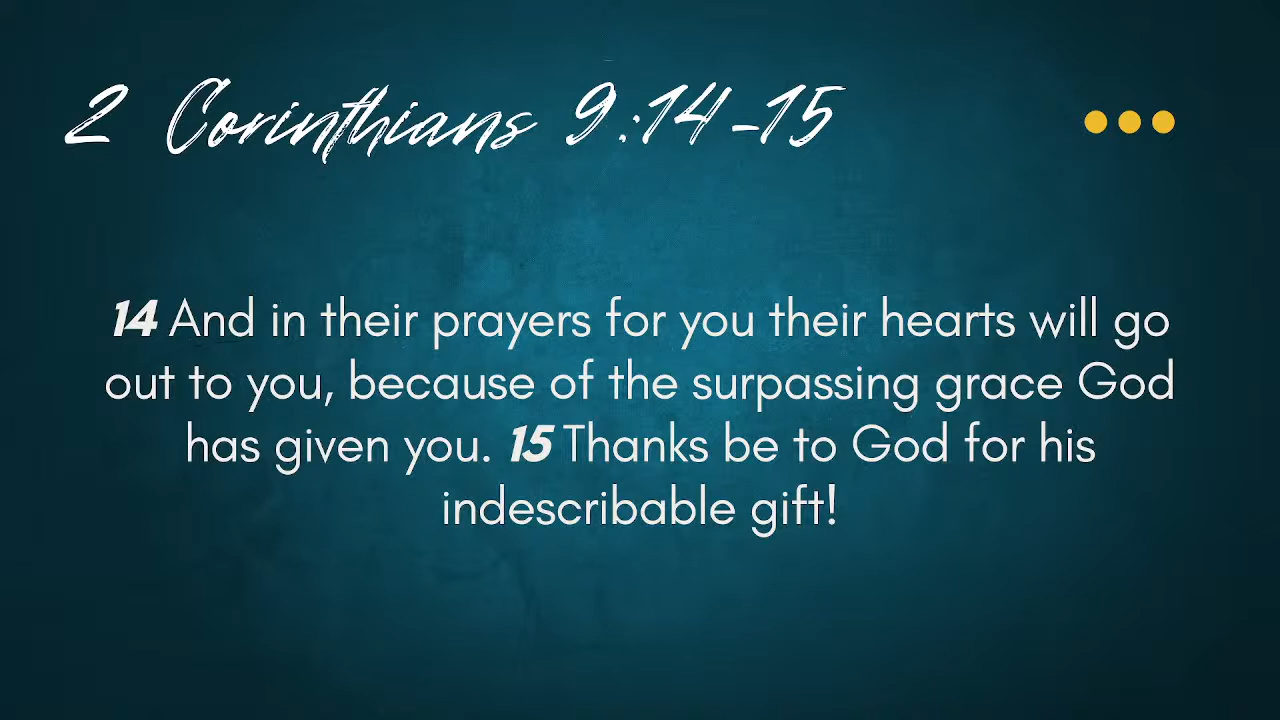 2 Corinthians 9:14-15
14 And in their prayers for you their hearts will go
out to you, because of the surpassing grace God
has given you. 15 Thanks be to God for his
indescribable gift!